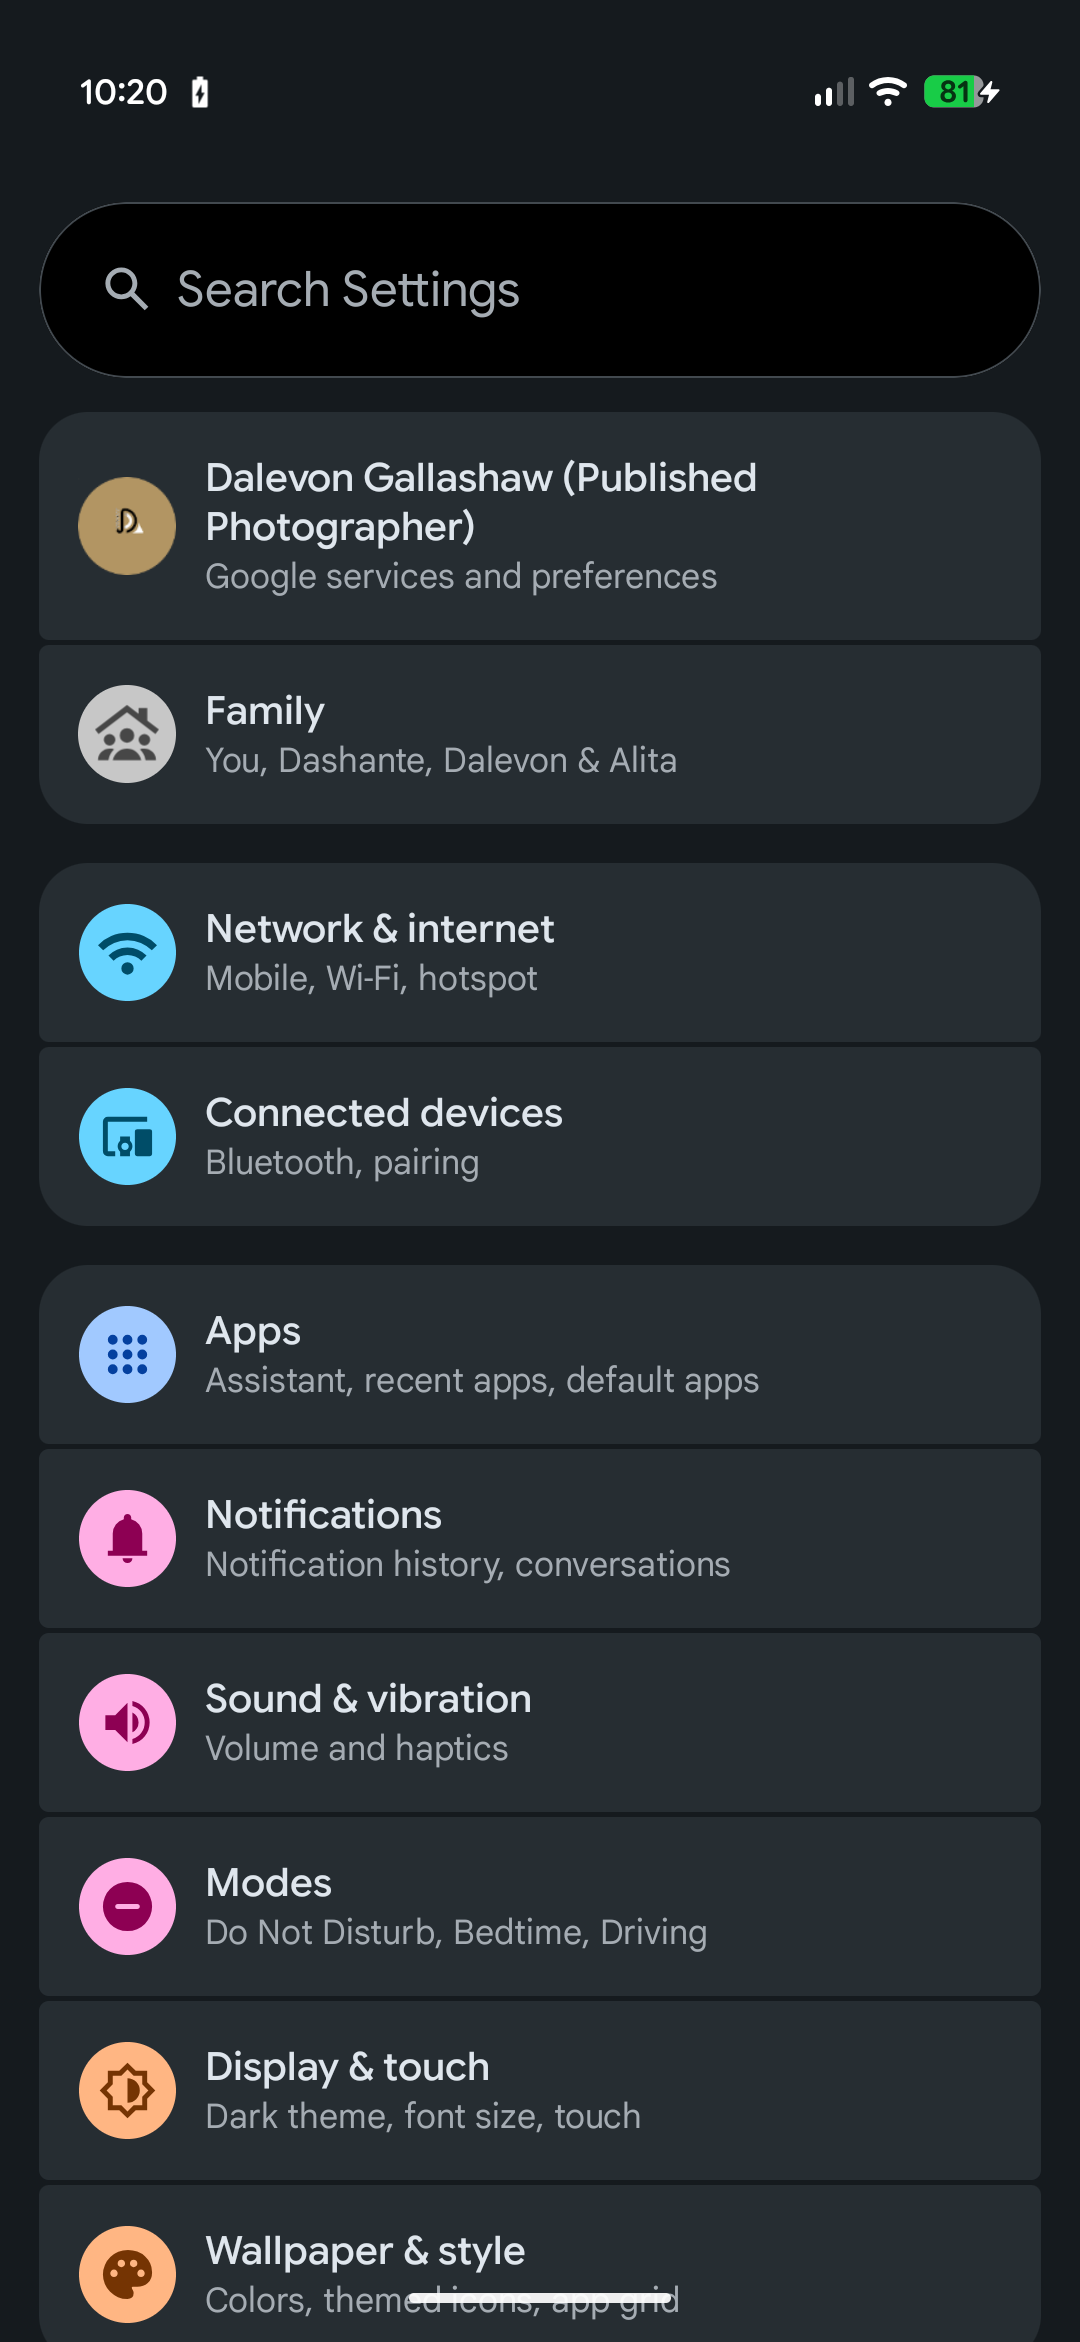 10:20
81
Search Settings
Dalevon Gallashaw (Published
Photographer)
Google services and preferences
Family
You, Dashante, Dalevon & Alita
Network & internet
Mobile, Wi-Fi, hotspot
Connected devices
Bluetooth, pairing
Apps
Assistant, recent apps, default apps
Notifications
Notification history, conversations
Sound & vibration
Volume and haptics
Modes
Do Not Disturb, Bedtime, Driving
Display & touch
Dark theme, font size, touch
Wallpaper & style
Colors, themed icons, app grid